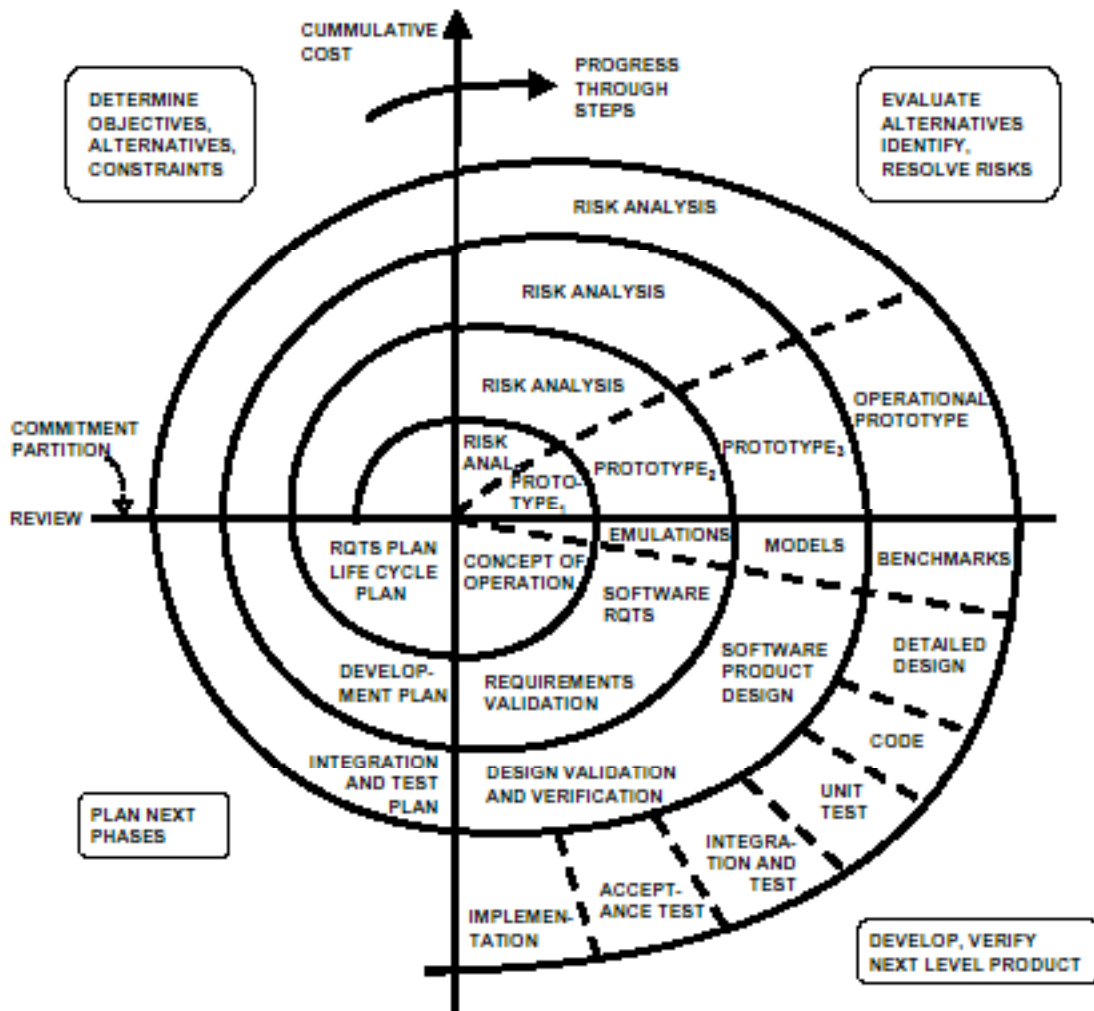 CUMMULATIVE
COST
PROGRESS
THROUGH
STEPS
DETERMINE
OBJECTIVES,
ALTERNATIVES,
CONSTRAINTS
EVALUATE
ALTERNATIVES
IDENTIFY,
RESOLVE RISKS
RISK ANALYSIS
RISK ANALYSIS
RISK ANALYSIS
RISK
ANAL.
PROTO-
TYPE1
PROTOTYPE2
PROTOTYPE3
OPERATIONAL
PROTOTYPE
COMMITMENT
PARTITION
REVIEW
EMULATIONS
MODELS
BENCHMARKS
RQTS PLAN
LIFE CYCLE
PLAN
CONCEPT OF
OPERATION
SOFTWARE
RQTS
SOFTWARE
PRODUCT
DESIGN
DETAILED
DESIGN
DEVELOP-
MENT PLAN
REQUIREMENTS
VALIDATION
CODE
INTEGRATION
AND TEST
PLAN
DESIGN VALIDATION
AND VERIFICATION
UNIT
TEST
PLAN NEXT
PHASES
INTEGRA-
TION AND
TEST
ACCEPT-
ANCE TEST
IMPLEMEN-
TATION
DEVELOP, VERIFY
NEXT LEVEL PRODUCT